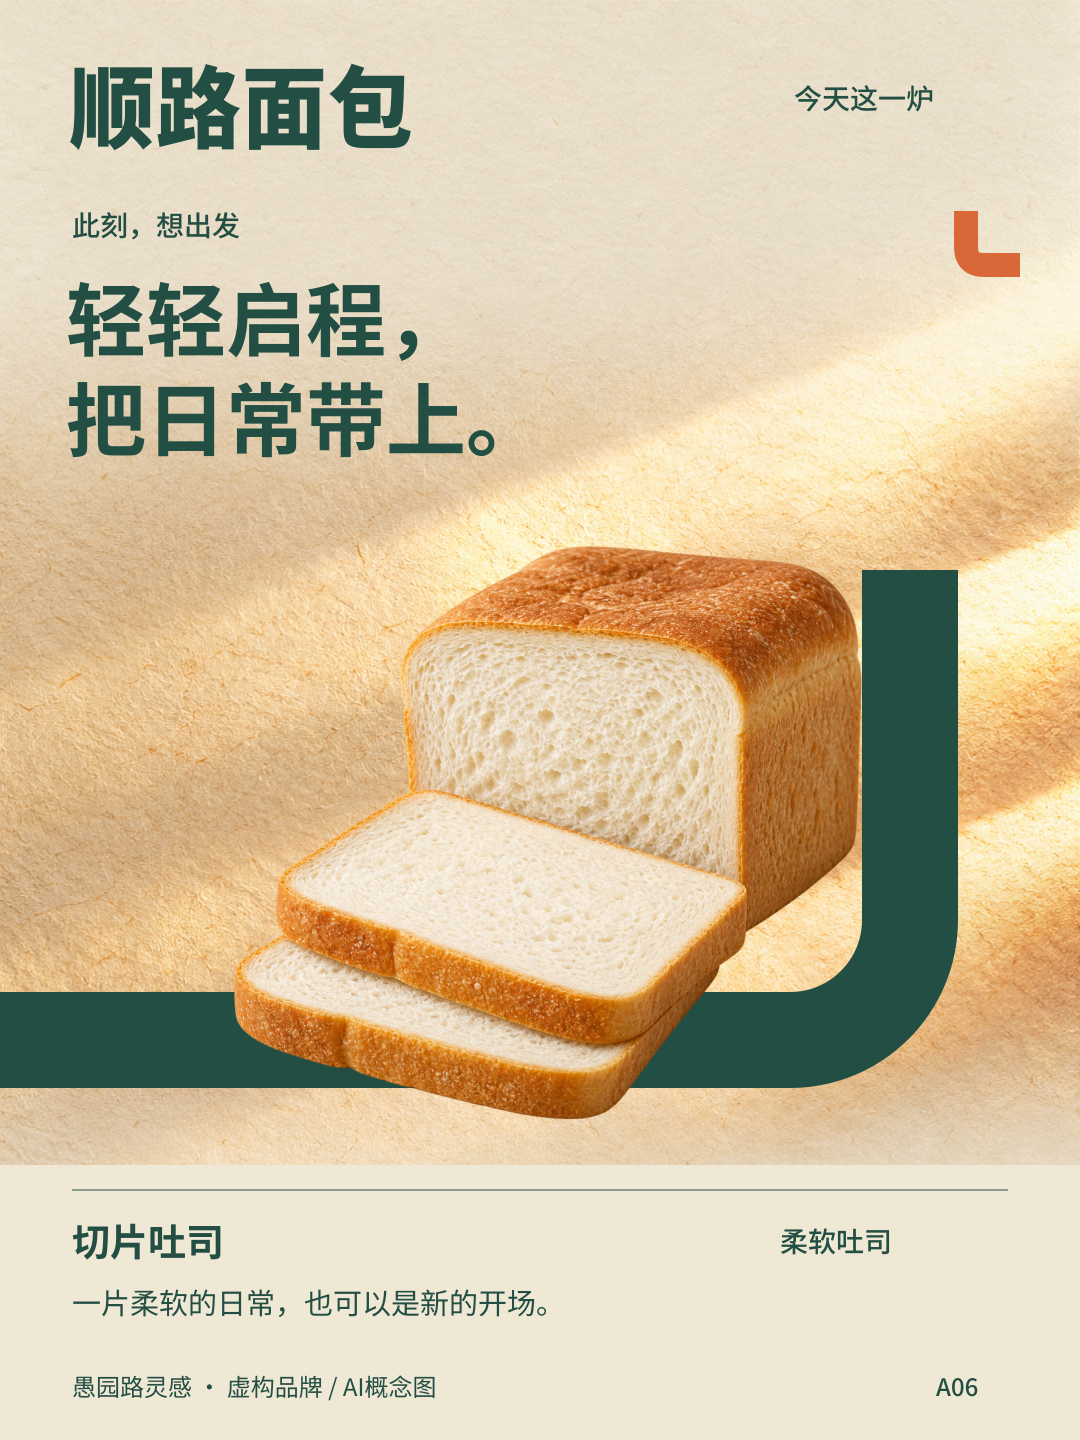 顺路面包
今天这一炉
此刻，想出发
轻轻启程，
把日常带上。
切片吐司
柔软吐司
一片柔软的日常，也可以是新的开场。
愚园路灵感 · 虚构品牌 / AI概念图
A06